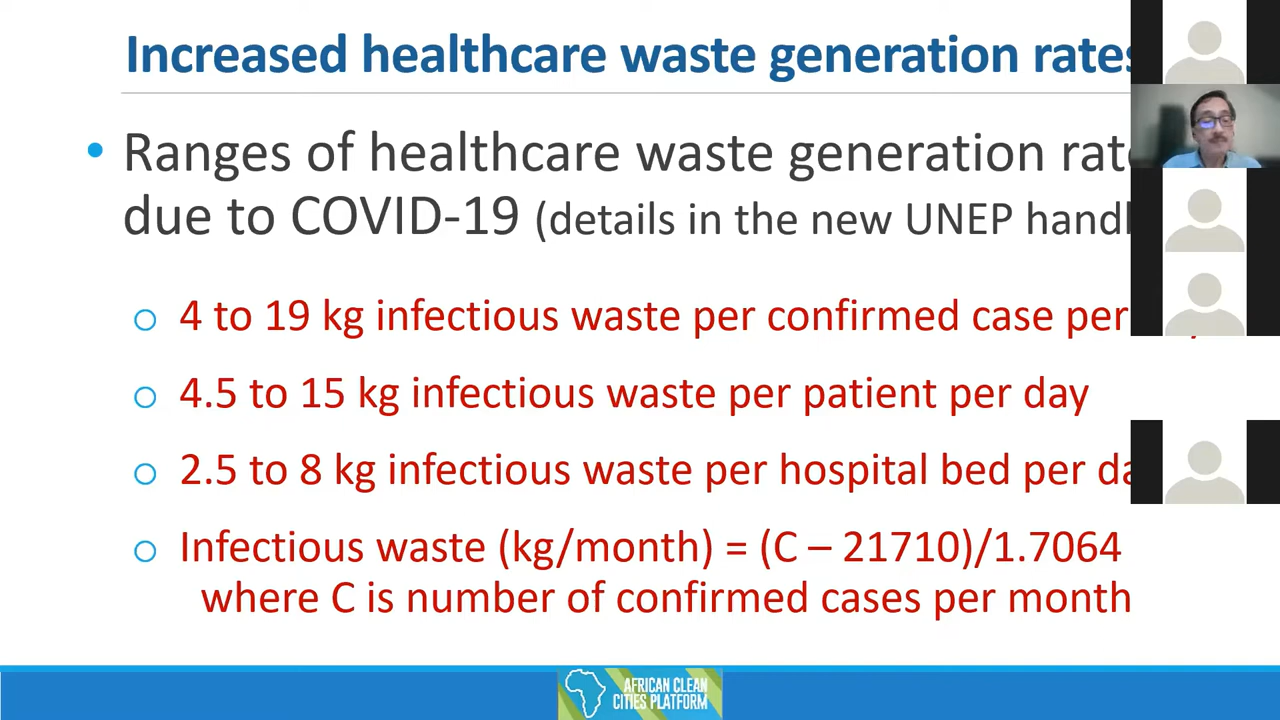 Increased healthcare waste generation rates
• Ranges of healthcare waste generation
due to COVID-19 (details in the new UNEP
o 4 to 19 kg infectious waste per confirmed case per
o 4.5 to 15 kg infectious waste per patient per day
o 2.5 to 8 kg infectious waste per hospital bed per
o Infectious waste (kg/month) = (C – 21710)/1.7064
where C is number of confirmed cases per month
AFRICAN CLEAN
CITIES PLATFORM